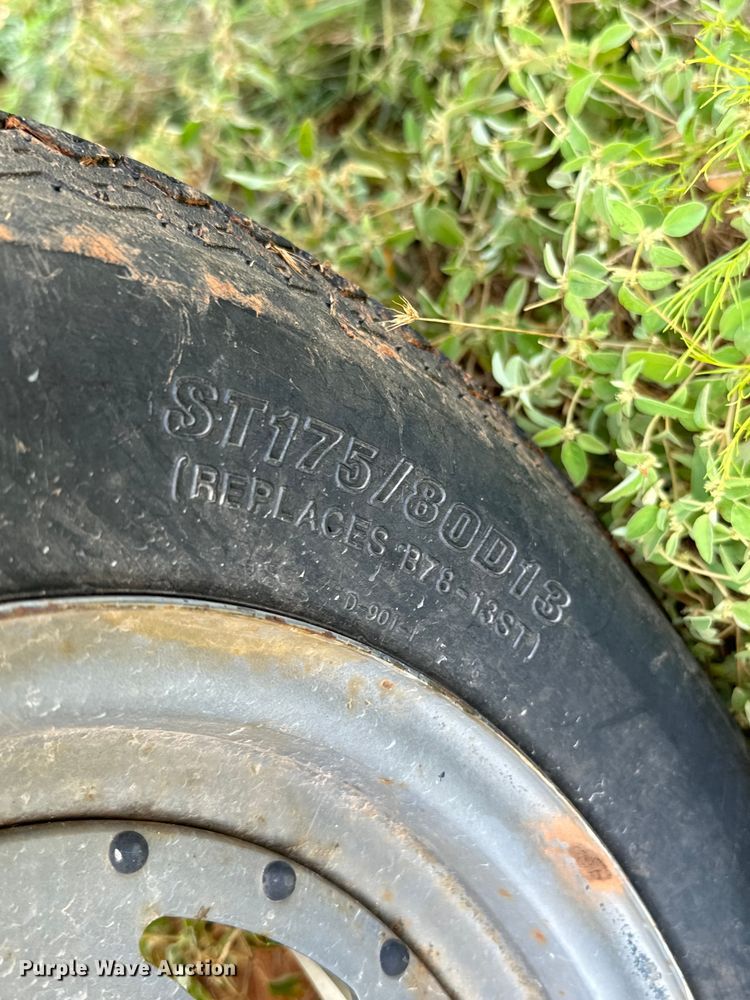 ST175/80D13
(REPLACES B78-13ST)
D-901-F
Purple Wave Auction